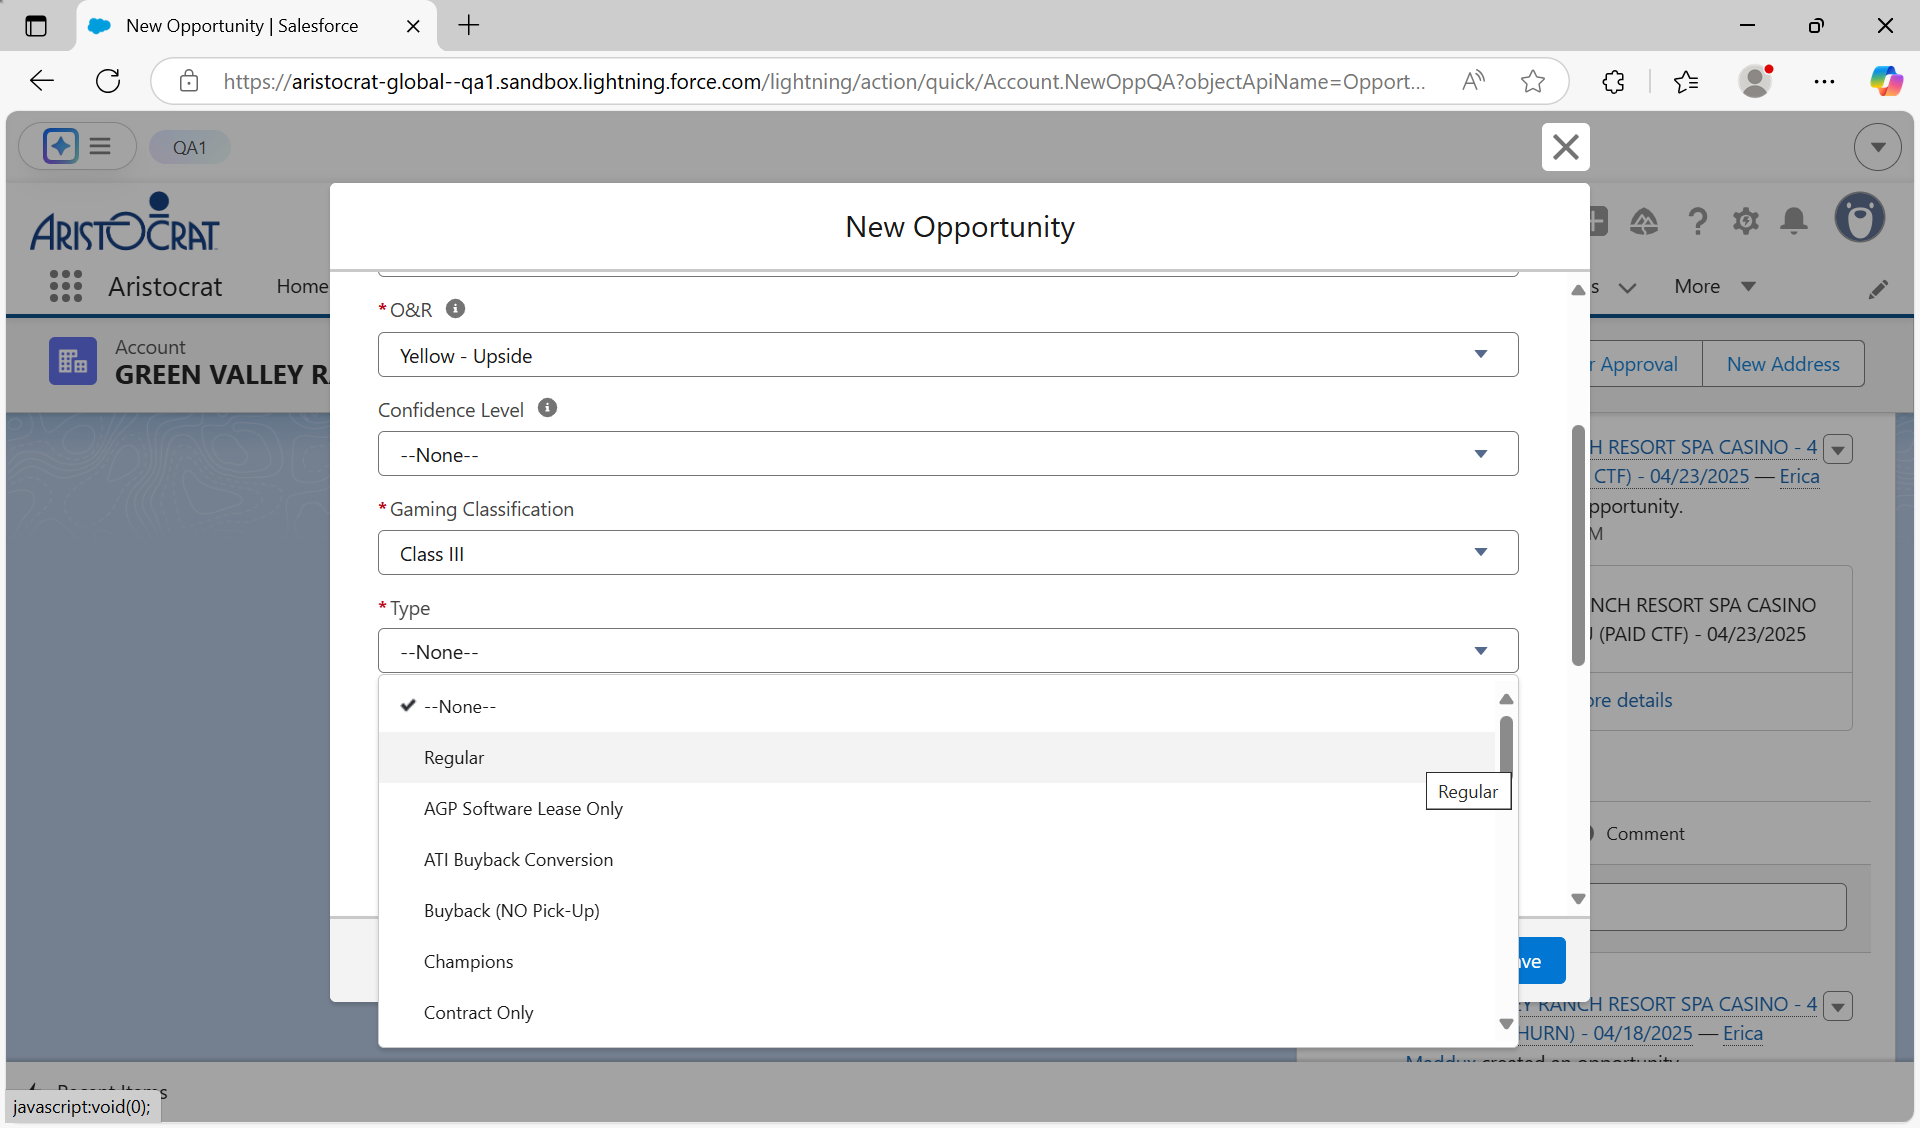 New Opportunity | Salesforce
https://aristocrat-global--qa1.sandbox.lightning.force.com/lightning/action/quick/Account.NewOppQA?objectApiName=Opport...
QA1
ARISTOCRAT
New Opportunity
Aristocrat
Home
s
More
Account
GREEN VALLEY RA
r Approval
New Address
*O&R
Yellow - Upside
Confidence Level
--None--
*Gaming Classification
Class III
*Type
--None--
--None--
Regular
AGP Software Lease Only
ATI Buyback Conversion
Buyback (NO Pick-Up)
Champions
Contract Only
Regular
H RESORT SPA CASINO - 4
CTF) - 04/23/2025 — Erica
pportunity.
M
NCH RESORT SPA CASINO
(PAID CTF) - 04/23/2025
ore details
Comment
ave
Y RANCH RESORT SPA CASINO - 4
HURN) - 04/18/2025 — Erica
Maddux created an opportunity.
Recent Items
javascript:void(0);